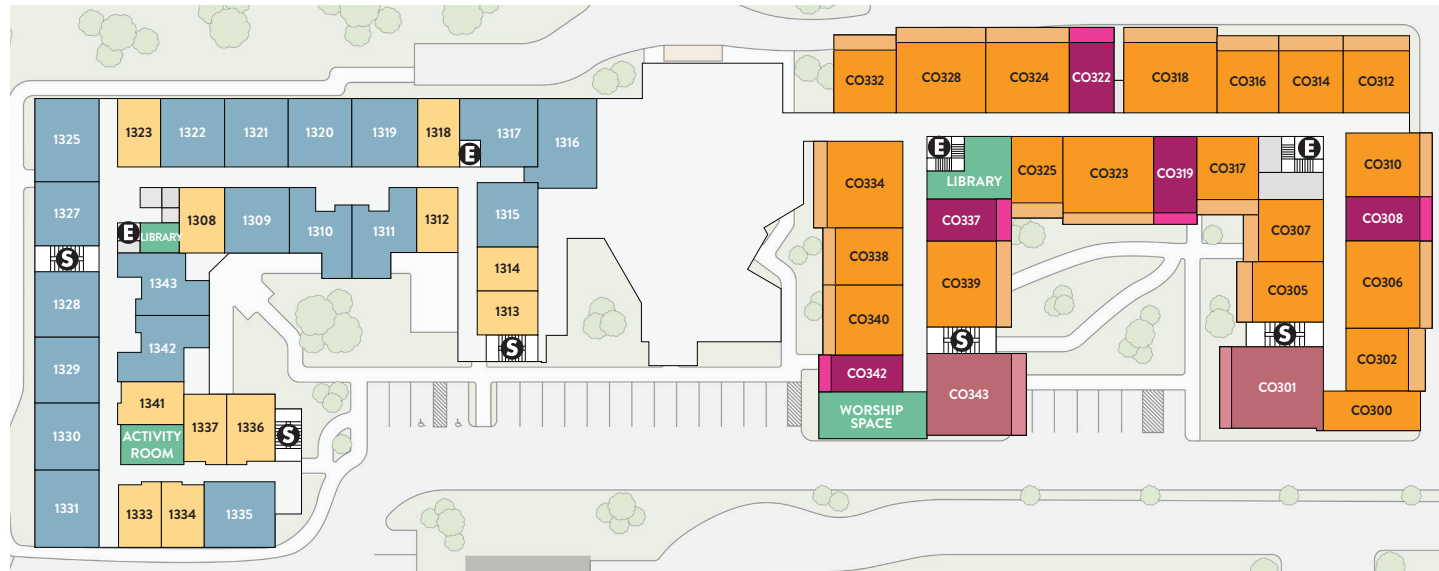 CO332
CO328
CO324
CO322
CO318
CO316
CO314
CO312
1325
1323
1322
1321
1320
1319
1318
1317
1316
E
E
E
CO310
CO334
LIBRARY
CO325
CO323
CO319
CO317
1327
1308
1309
1310
1311
1312
1315
CO337
CO308
E
LIBRARY
CO307
S
CO338
1314
1343
CO339
CO306
1328
CO305
1313
CO340
S
S
S
1342
1329
CO302
CO342
CO343
CO301
1341
WORSHIP
SPACE
CO300
1337
1336
S
1330
ACTIVITY
ROOM
1331
1333
1334
1335